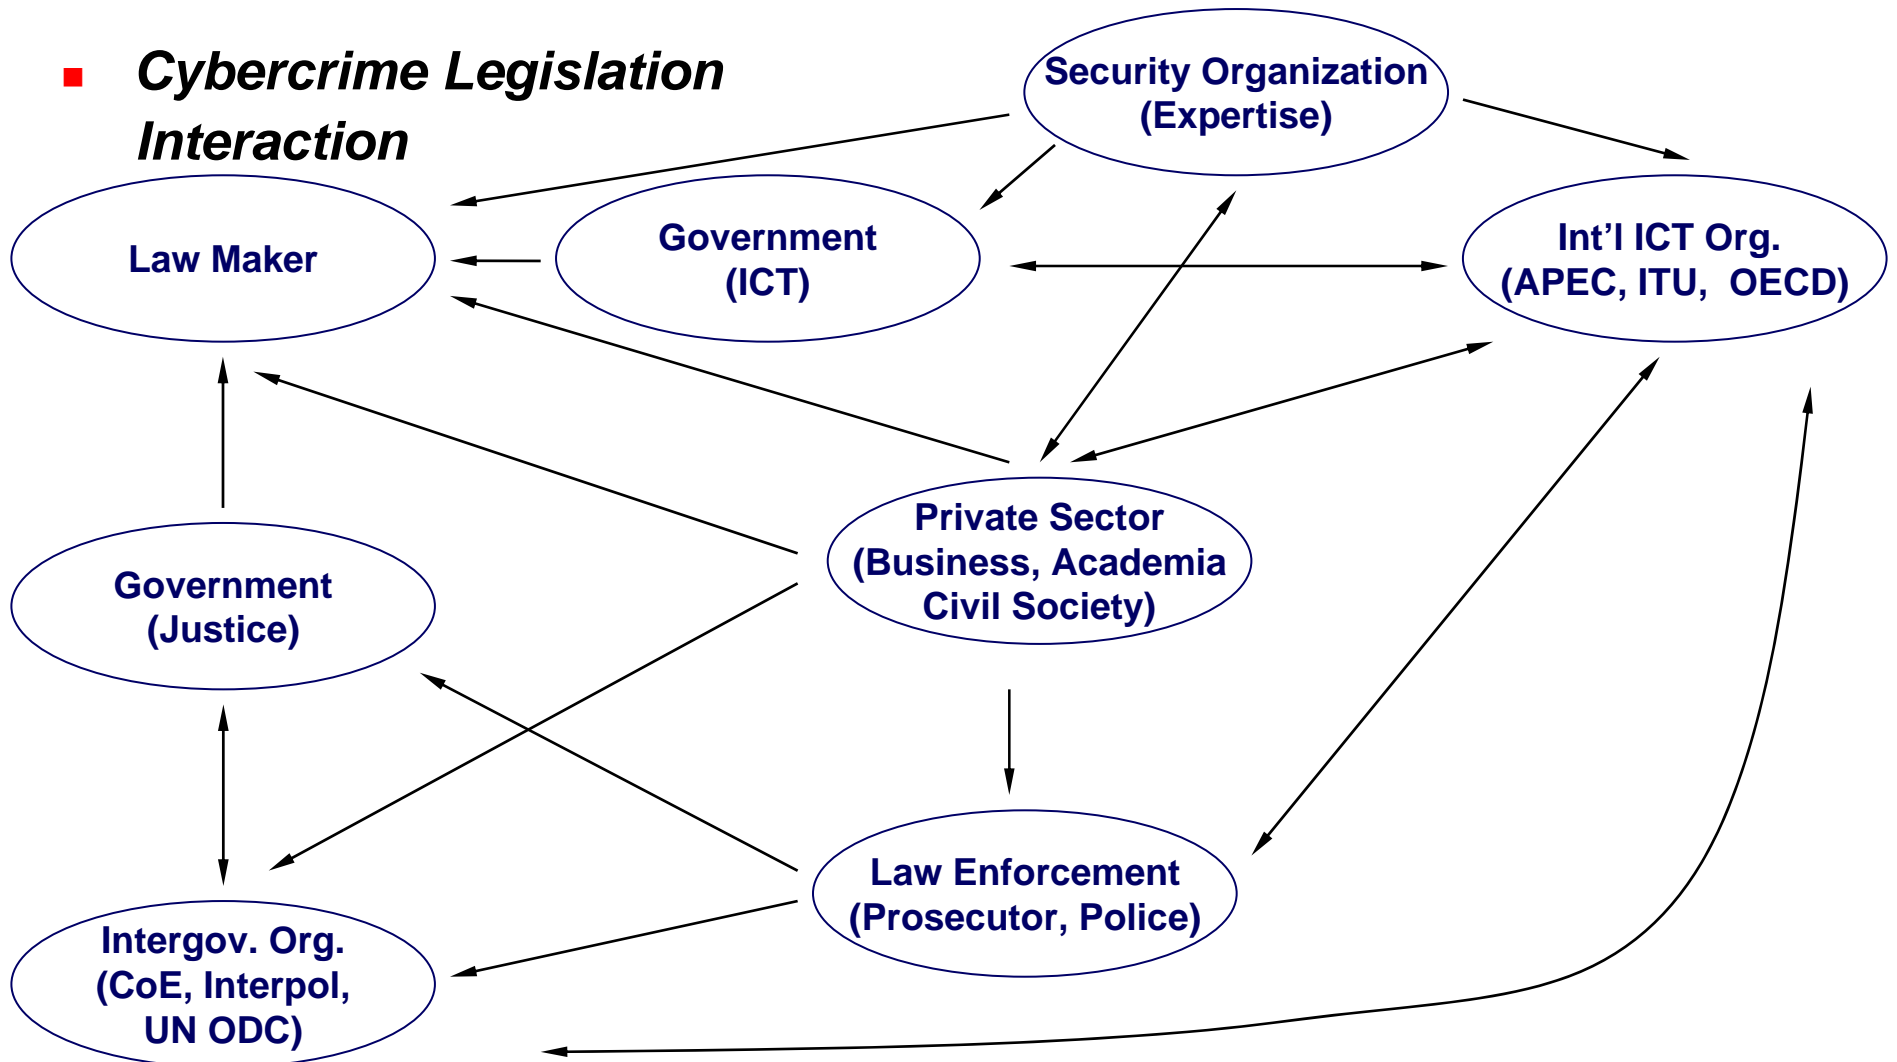 Cybercrime Legislation
Interaction
Security Organization
(Expertise)
Law Maker
Government
(ICT)
Int’l ICT Org.
(APEC, ITU,  OECD)
Private Sector
(Business, Academia
Civil Society)
Government
(Justice)
Law Enforcement
(Prosecutor, Police)
Intergov. Org.
(CoE, Interpol,
UN ODC)